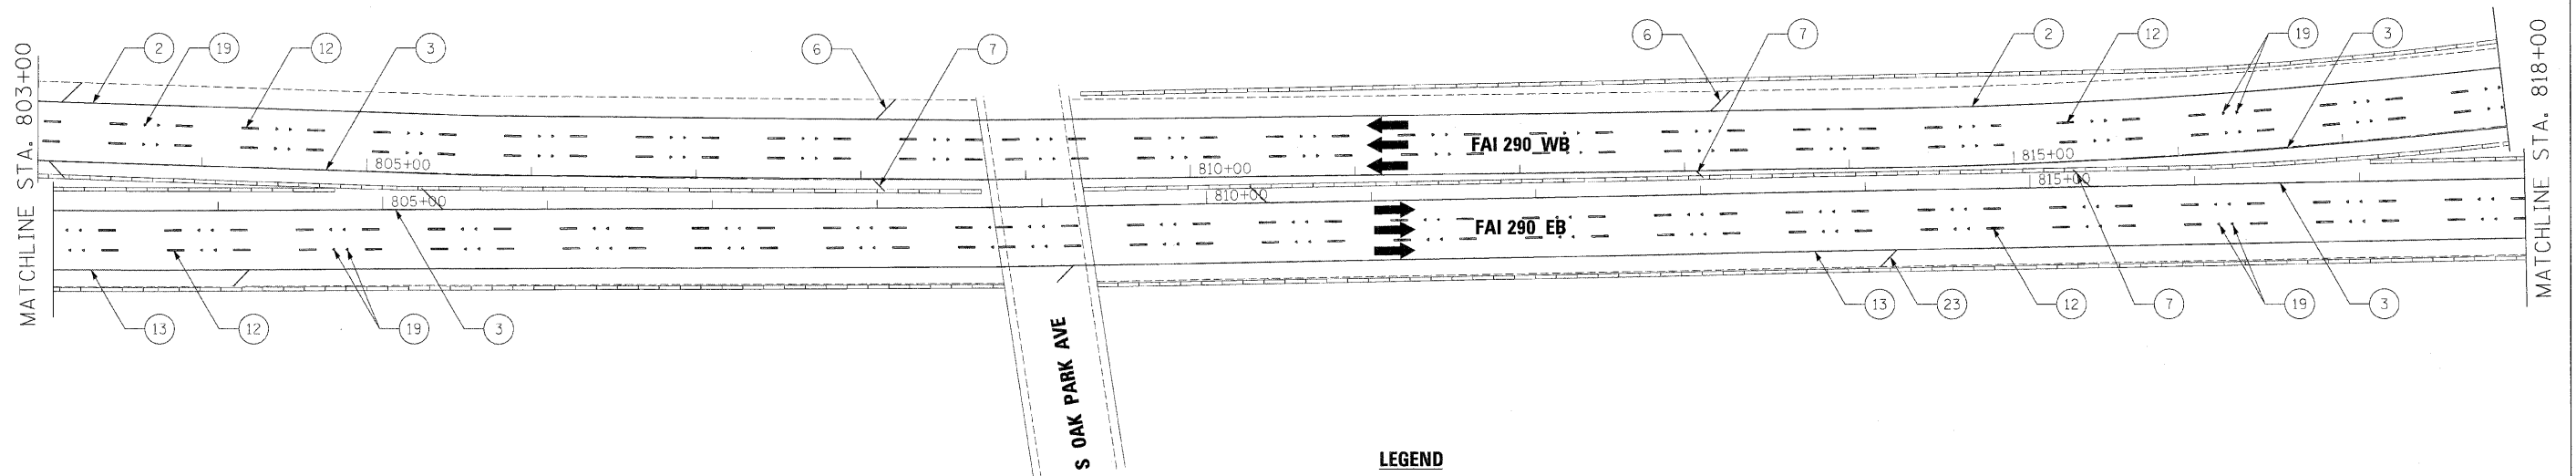 MATCHLINE STA. 803+00
2 19 12 3 6 7 6 7 2 12 19 3
MATCHLINE STA. 818+00
805+00 810+00 815+00
FAI 290 WB
805+00 810+00 815+00
FAI 290 EB
13 12 19 3 13 23 12 7 19 3
S OAK PARK AVE
LEGEND